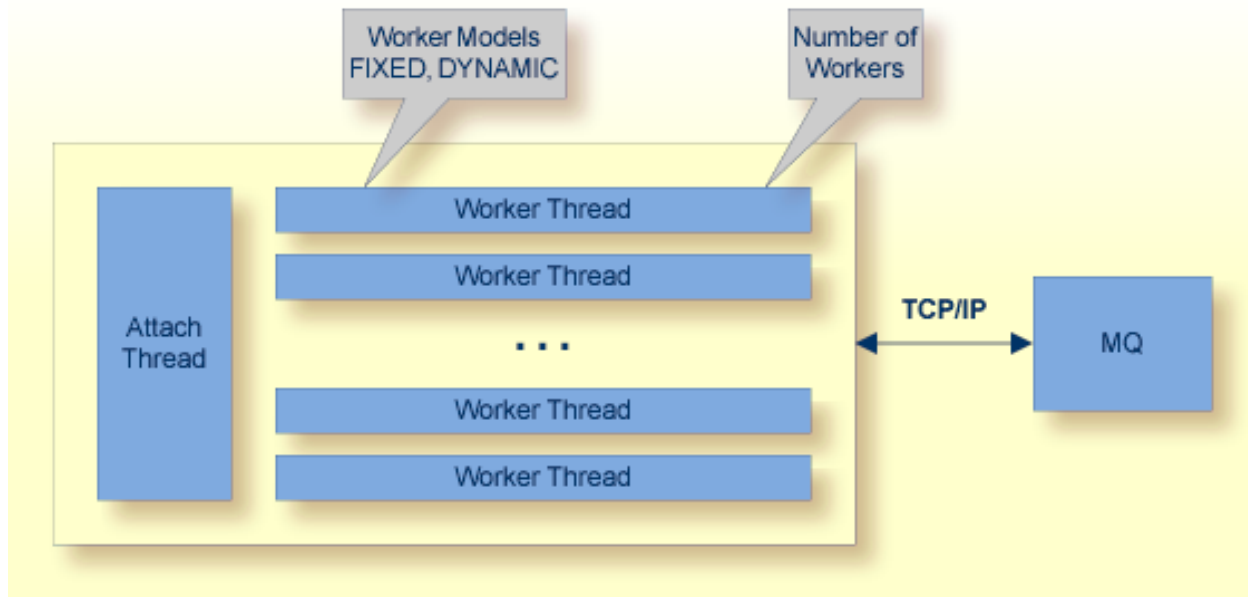 Worker Models
FIXED, DYNAMIC
Number of
Workers
Attach
Thread
Worker Thread
Worker Thread
...
Worker Thread
Worker Thread
TCP/IP
MQ